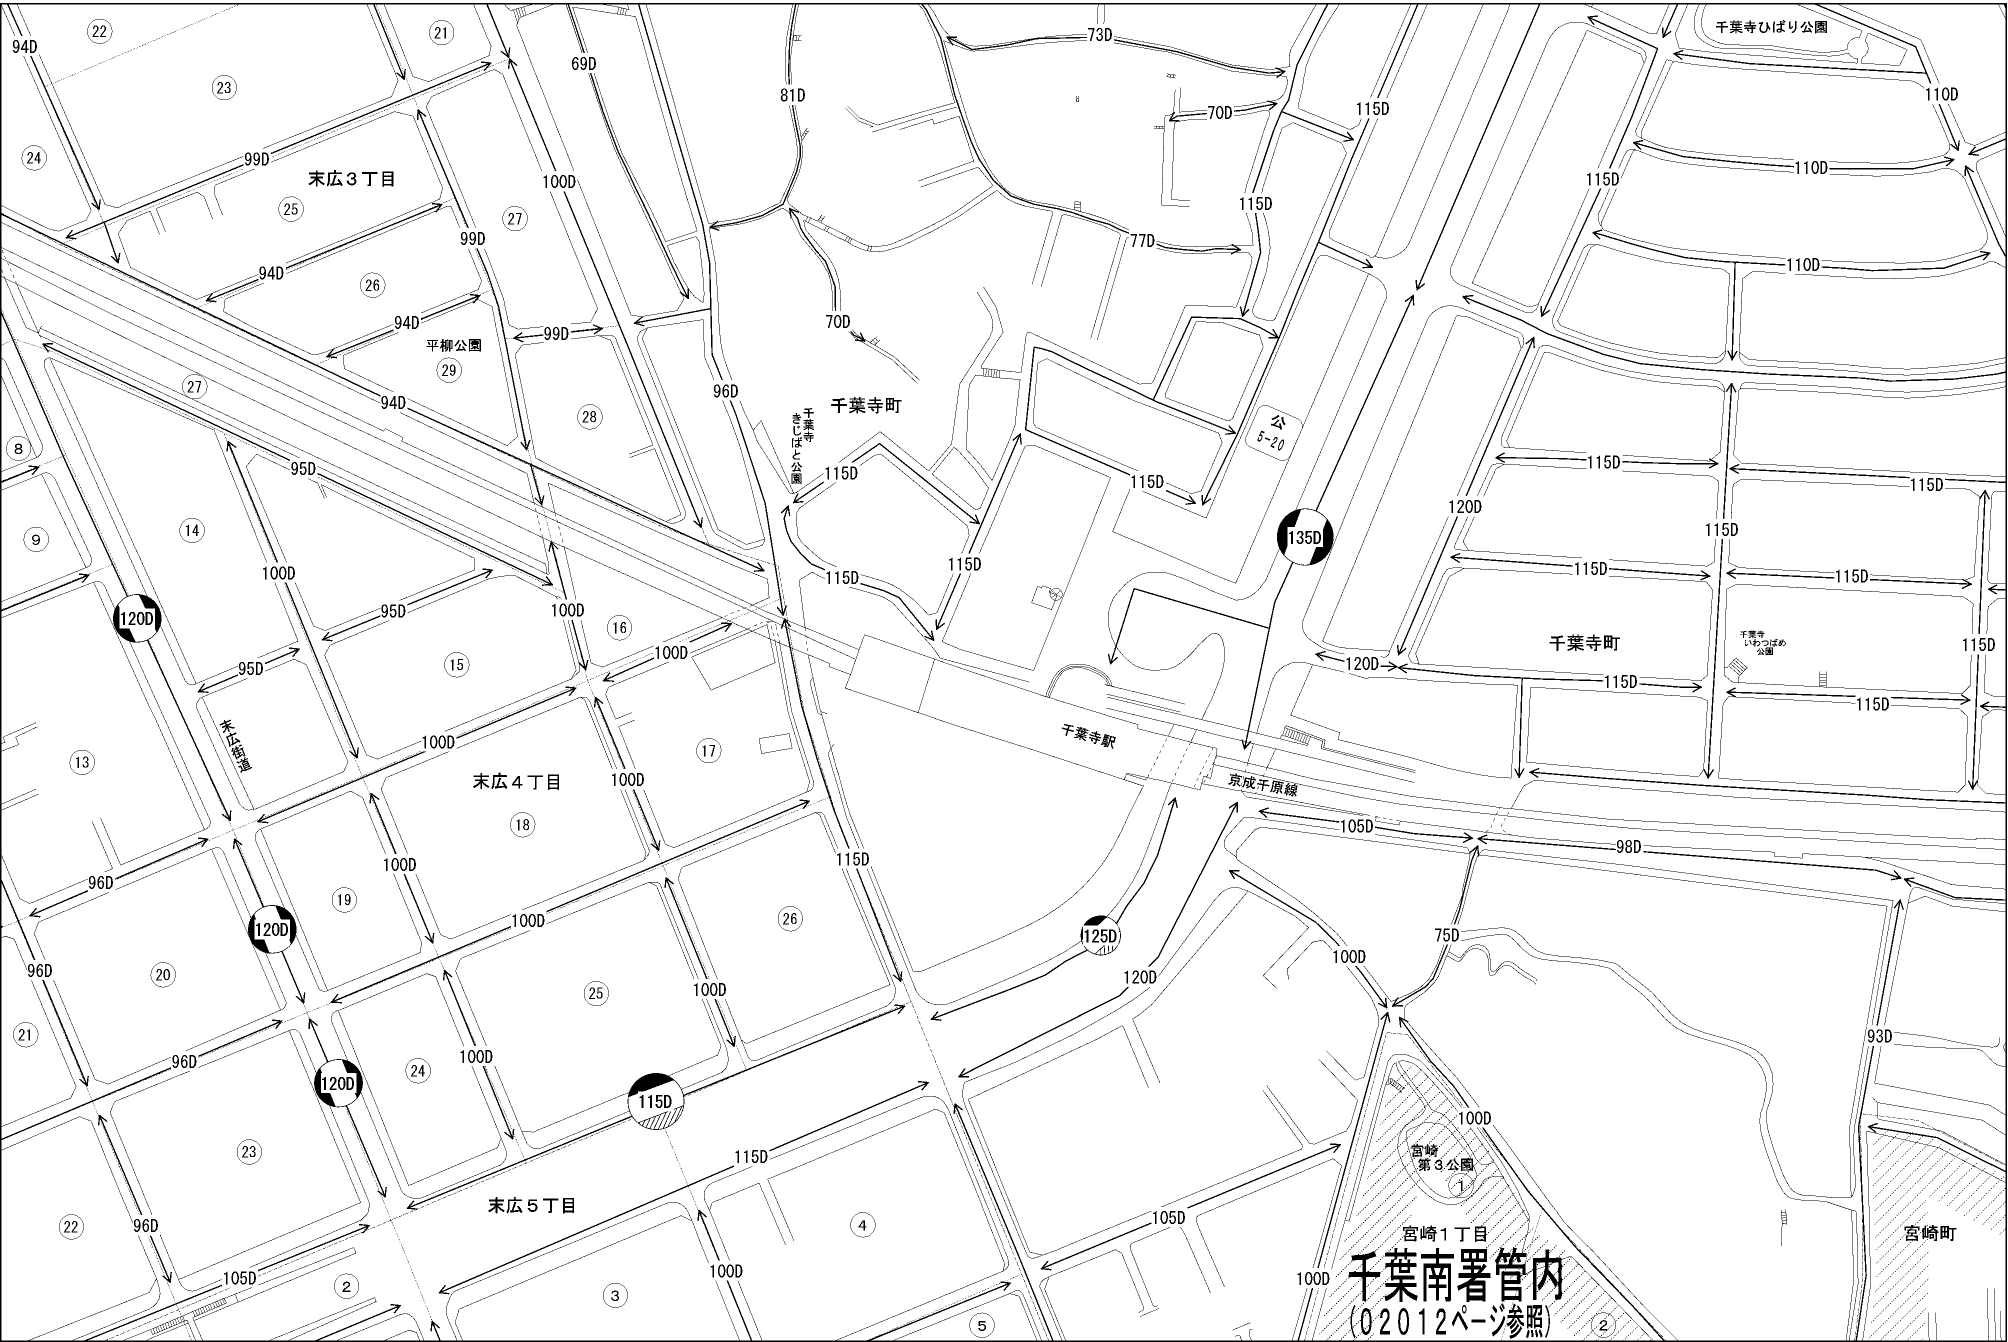 22
21
千葉寺ひばり公園
94D
73D
69D
23
81D
110D
115D
70D
24
99D
末広３丁目
100D
110D
115D
25
27
115D
99D
77D
94D
110D
26
94D
70D
99D
平柳公園
29
27
96D
94D
千葉寺町
28
千葉寺
きじばと公園
公
5-20
8
95D
115D
115D
115D
115D
120D
14
9
135D
115D
100D
115D
115D
115D
115D
100D
95D
120D
16
千葉寺町
千葉寺
いわつばめ
公園
115D
15
100D
120D
95D
115D
115D
末広街道
千葉寺駅
100D
17
13
末広４丁目
100D
京成千原線
18
105D
98D
115D
100D
96D
19
100D
26
120D
125D
75D
100D
96D
20
120D
100D
25
21
93D
100D
96D
24
120D
115D
100D
23
宮崎
第３公園
115D
1
末広５丁目
105D
22
96D
4
宮崎１丁目
宮崎町
100D
105D
100D
千葉南署管内
2
3
(０２０１２ページ参照)
5
2